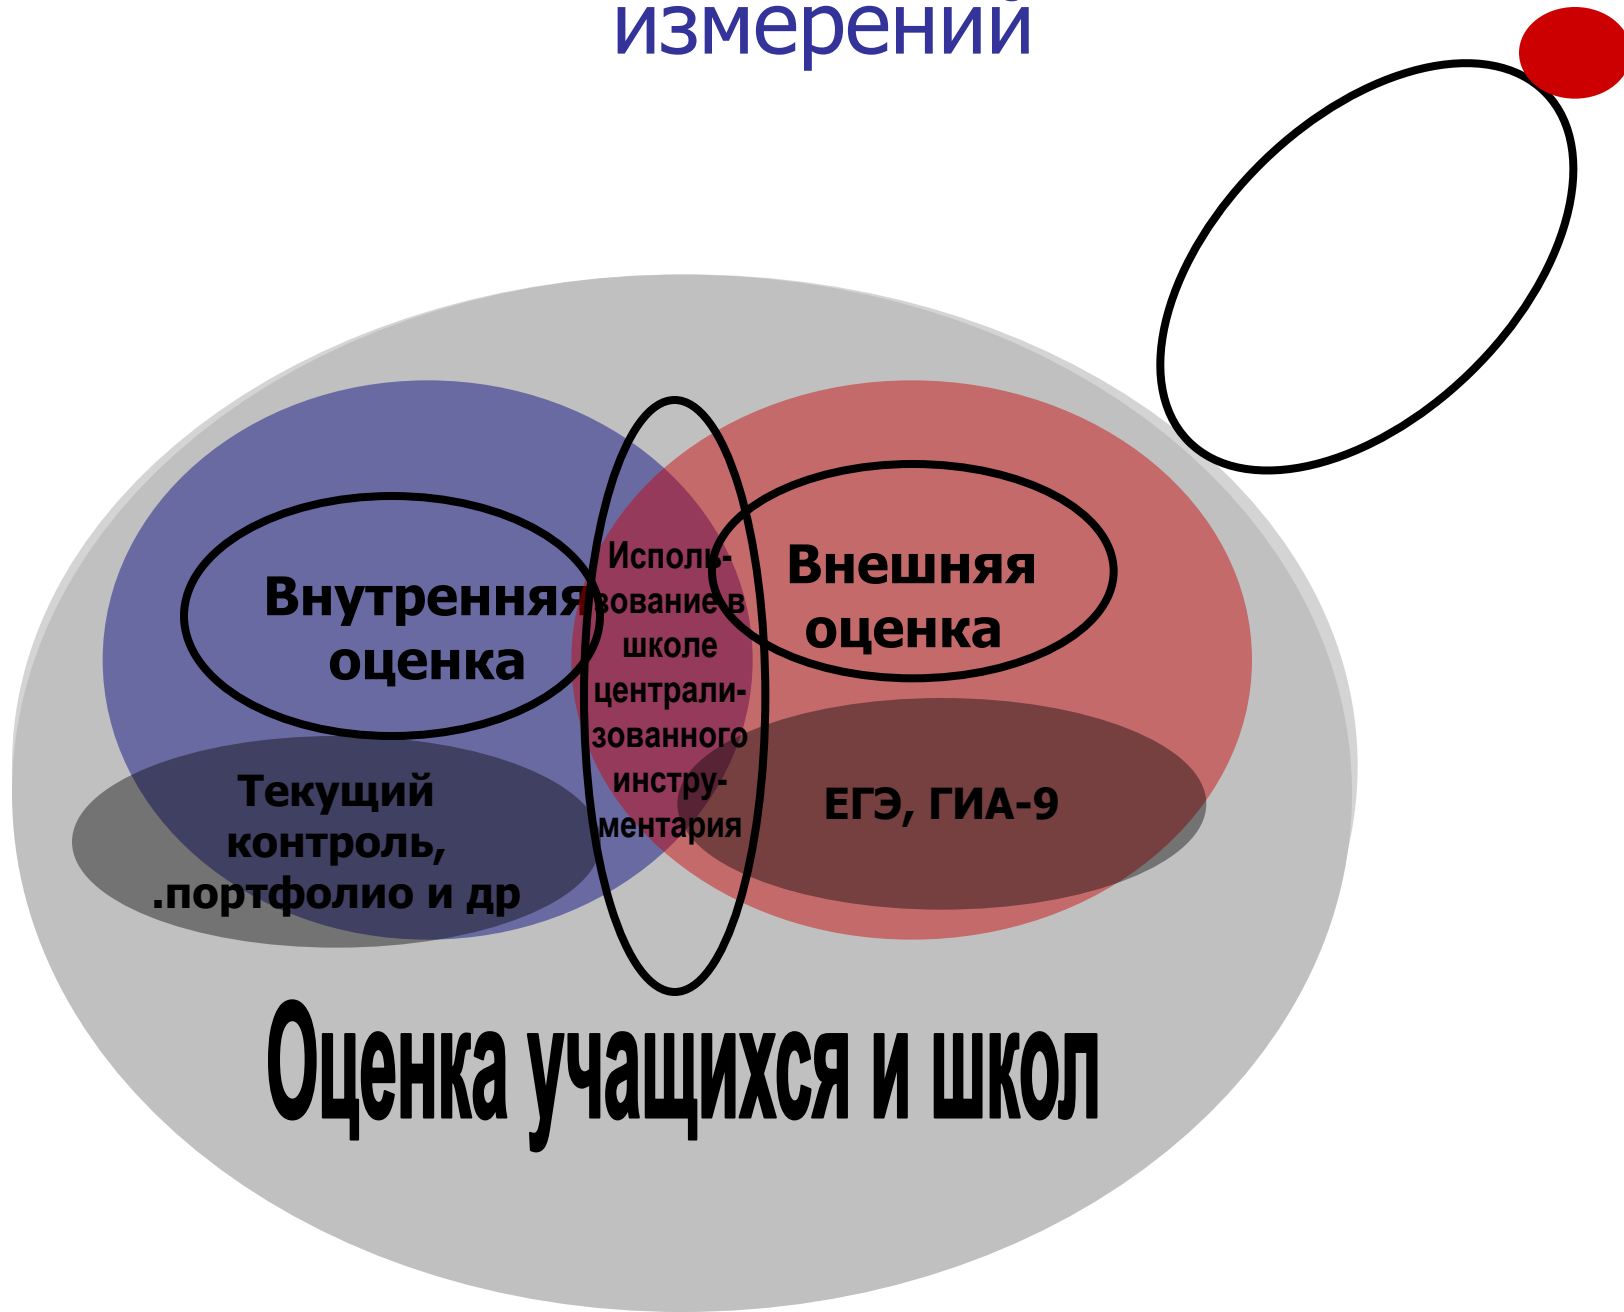 измерений
Внутренняя
оценка
Исполь-
зование в
школе
централи-
зованного
инстру-
ментария
Внешняя
оценка
Текущий
контроль,
.портфолио и др
ЕГЭ, ГИА-9
Оценка учащихся и школ